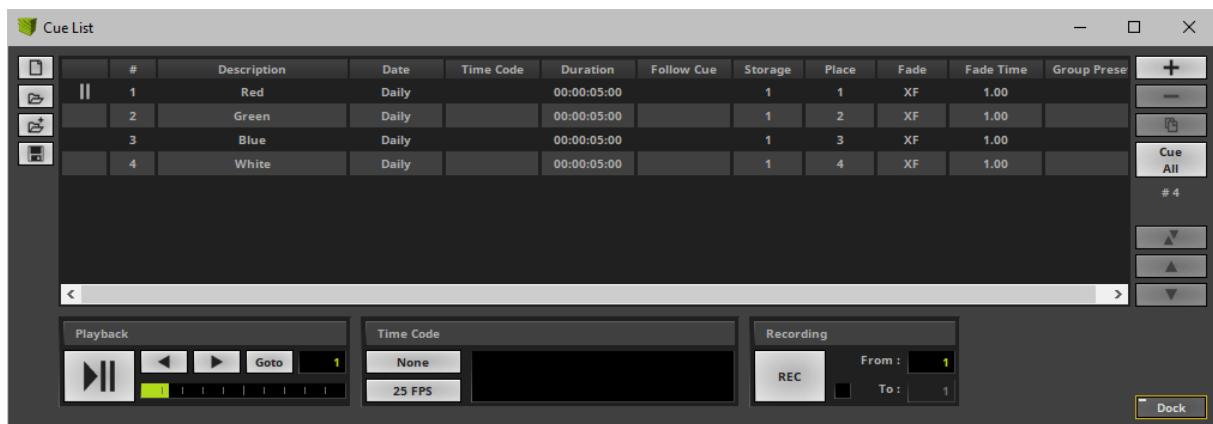 Cue List
# Description Date Time Code Duration Follow Cue Storage Place Fade Fade Time Group Prese
1 Red Daily 00:00:05:00 1 1 XF 1.00
2 Green Daily 00:00:05:00 1 2 XF 1.00
3 Blue Daily 00:00:05:00 1 3 XF 1.00
4 White Daily 00:00:05:00 1 4 XF 1.00
Cue
All
# 4
Playback
Goto 1
Time Code
None
25 FPS
Recording
REC
From : 1
To : 1
Dock